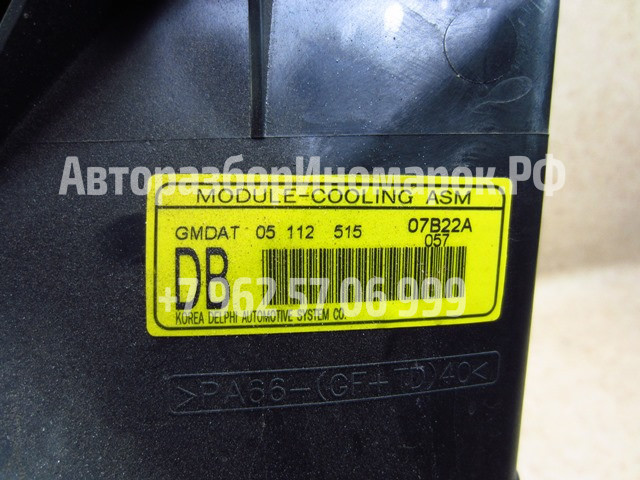 АвторазборИномарок.РФ
MODULE-COOLING ASM
GMDAT 05 112 515 07B22A
057
DB
+7 962 57 06 999
KOREA DELPHI AUTOMOTIVE SYSTEM CO.
>PA66-(GF+TD)40<